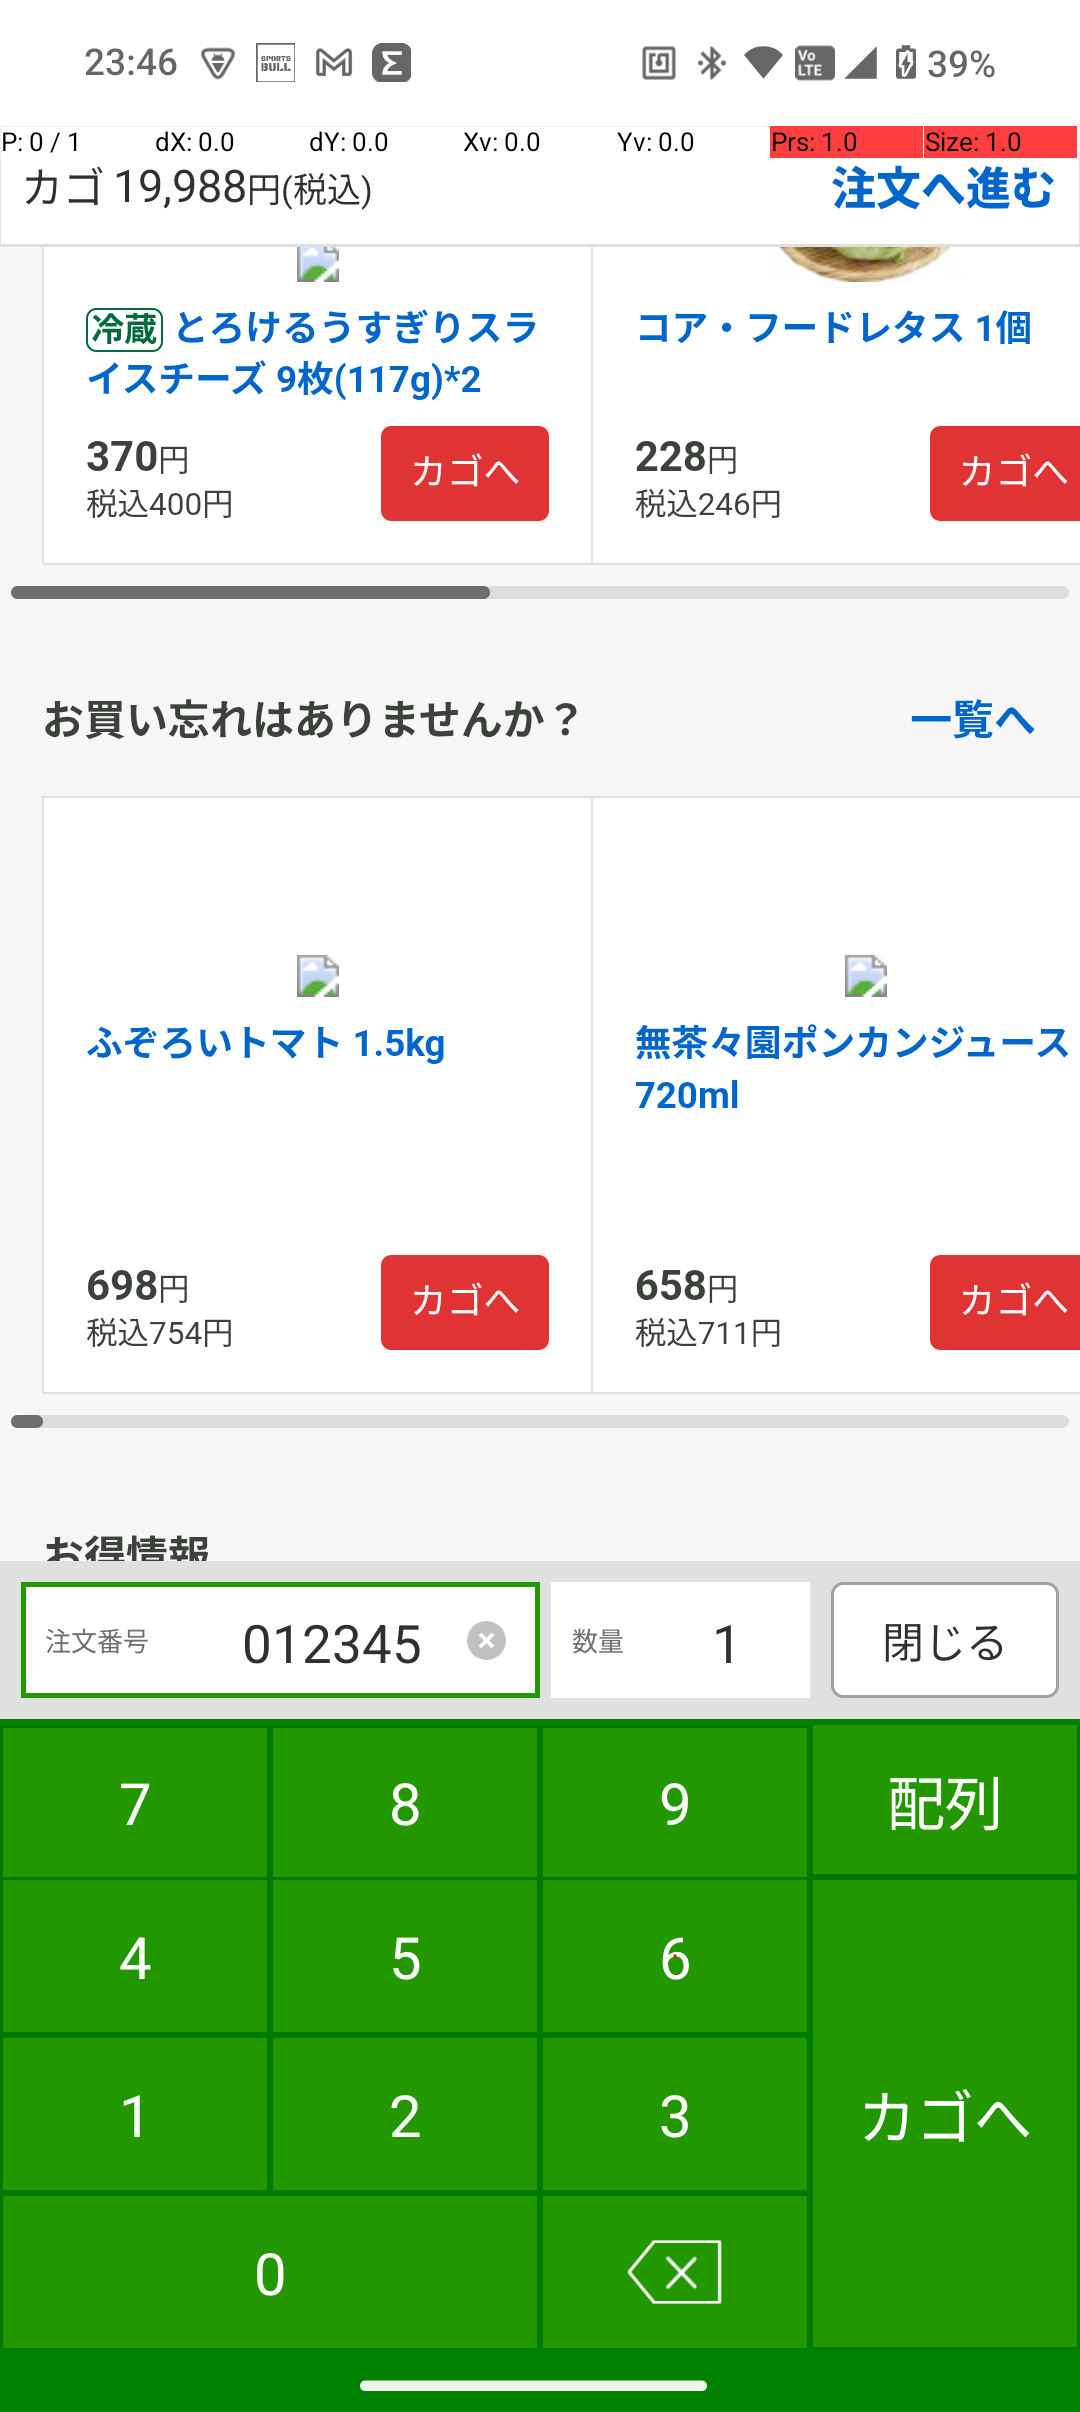 23:46
SPORTS
BULL
Vo
LTE
39%
P: 0 / 1
dX: 0.0
dY: 0.0
Xv: 0.0
Yv: 0.0
Prs: 1.0
Size: 1.0
カゴ 19,988円(税込)
注文へ進む
冷蔵 とろけるうすぎりスラ
イスチーズ 9枚(117g)*2
370円
税込400円
カゴへ
コア・フードレタス 1個
228円
税込246円
カゴへ
お買い忘れはありませんか？
一覧へ
ふぞろいトマト 1.5kg
698円
税込754円
カゴへ
無茶々園ポンカンジュース
720ml
658円
税込711円
カゴへ
お得情報
注文番号 012345
数量 1
閉じる
7
8
9
配列
4
5
6
1
2
3
カゴへ
0